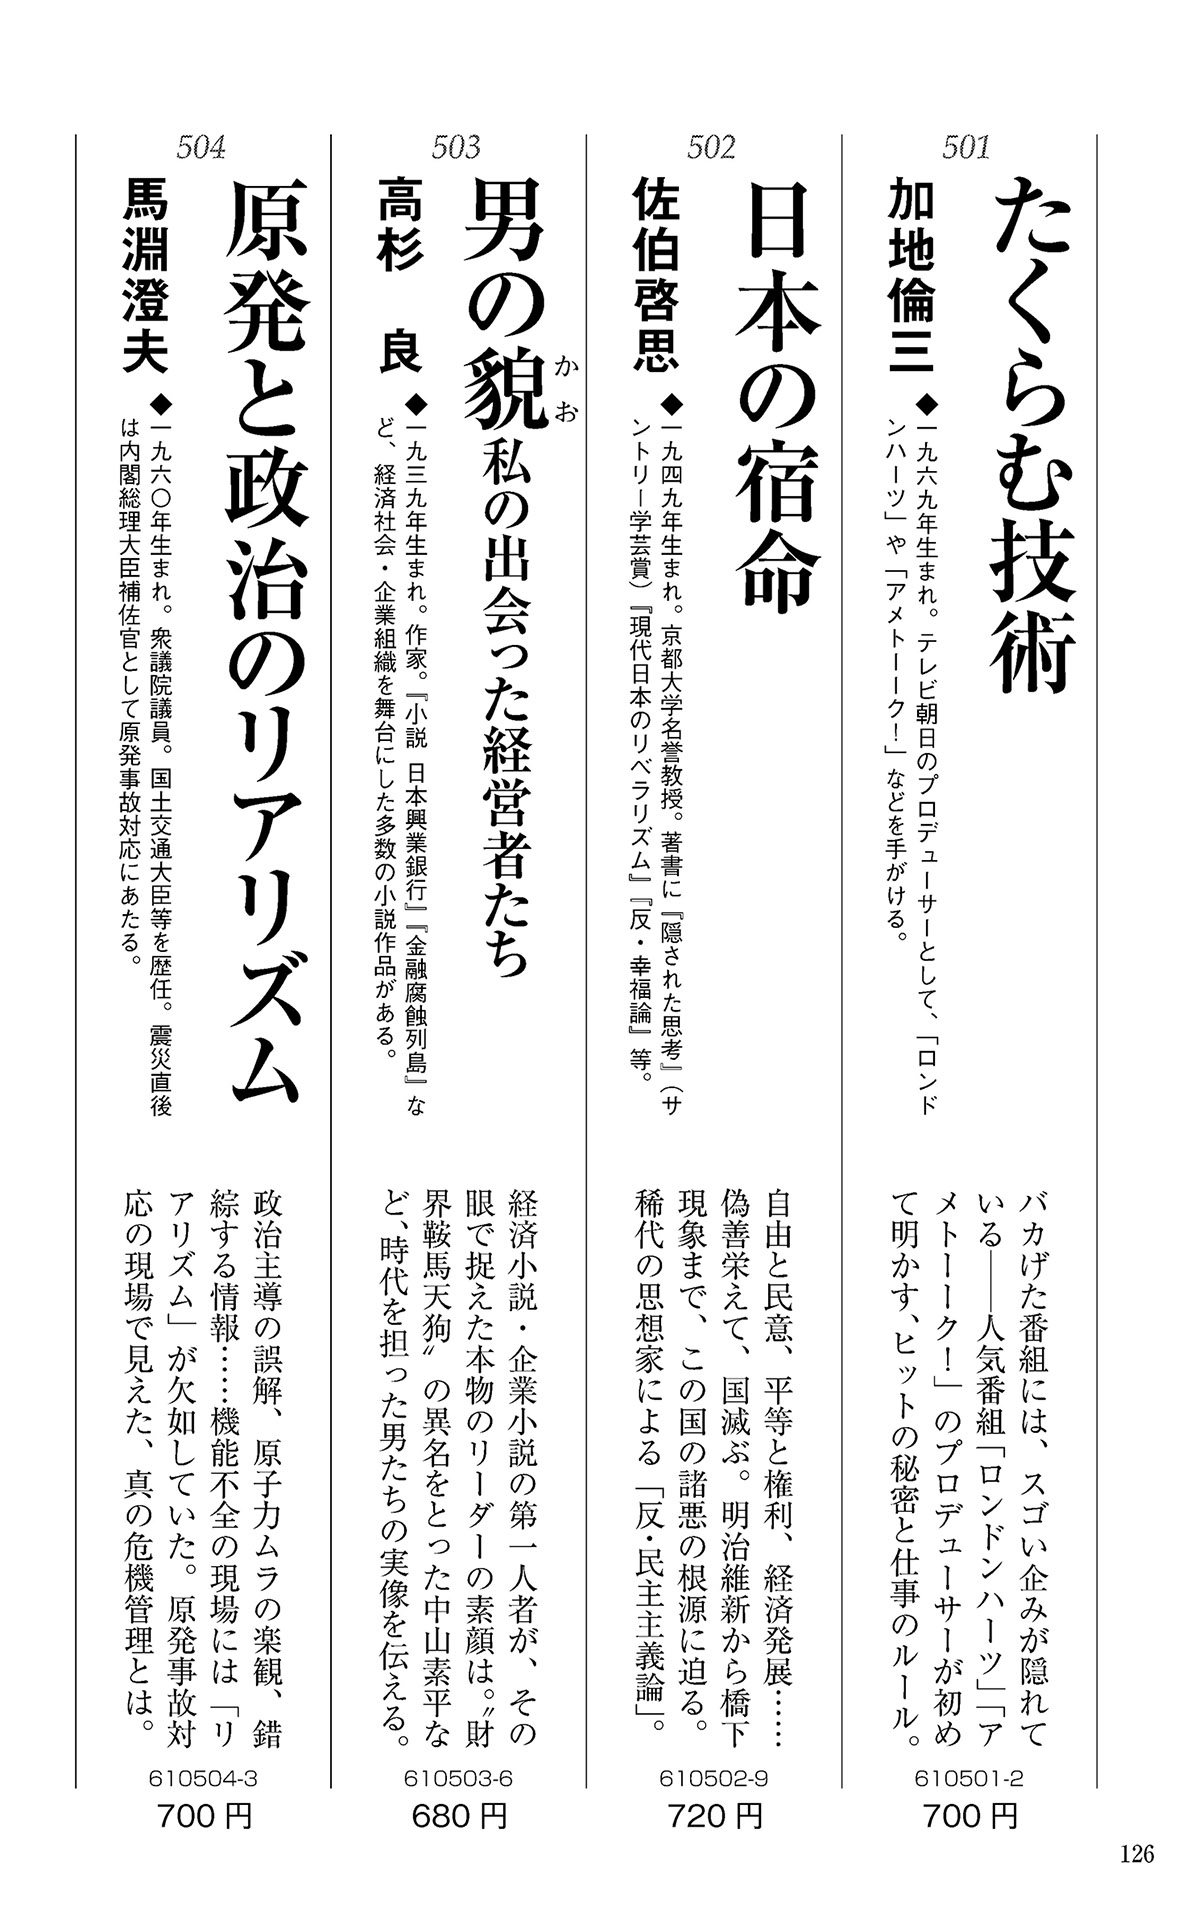 501
たくらむ技術
加地倫三
◆一九六九年生まれ。テレビ朝日のプロデューサーとして、「ロンド
ンハーツ」や「アメトーーク！」などを手がける。
バカげた番組には、スゴい企みが隠れて
いる――人気番組「ロンドンハーツ」「ア
メトーーク！」のプロデューサーが初め
て明かす、ヒットの秘密と仕事のルール。
610501-2
700円
502
日本の宿命
佐伯啓思
◆一九四九年生まれ。京都大学名誉教授。著書に『隠された思考』（サ
ントリー学芸賞）『現代日本のリベラリズム』『反・幸福論』等。
自由と民意、平等と権利、経済発展……
偽善栄えて、国滅ぶ。明治維新から橋下
現象まで、この国の諸悪の根源に迫る。
稀代の思想家による「反・民主主義論」。
610502-9
720円
503
男の貌 私の出会った経営者たち
かお
高杉 良
◆一九三九年生まれ。作家。『小説 日本興業銀行』『金融腐蝕列島』な
ど、経済社会・企業組織を舞台にした多数の小説作品がある。
経済小説・企業小説の第一人者が、その
眼で捉えた本物のリーダーの素顔は。〝財
界鞍馬天狗〟の異名をとった中山素平な
ど、時代を担った男たちの実像を伝える。
610503-6
680円
504
原発と政治のリアリズム
馬淵澄夫
◆一九六〇年生まれ。衆議院議員。国土交通大臣等を歴任。震災直後
は内閣総理大臣補佐官として原発事故対応にあたる。
政治主導の誤解、原子力ムラの楽観、錯
綜する情報……機能不全の現場には「リ
アリズム」が欠如していた。原発事故対
応の現場で見えた、真の危機管理とは。
610504-3
700円
126